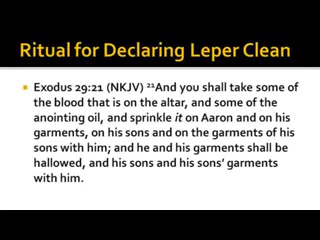 Ritual for Declaring Leper Clean
Exodus 29:21 (NKJV) ²¹And you shall take some of
the blood that is on the altar, and some of the
anointing oil, and sprinkle it on Aaron and on his
garments, on his sons and on the garments of his
sons with him; and he and his garments shall be
hallowed, and his sons and his sons' garments
with him.